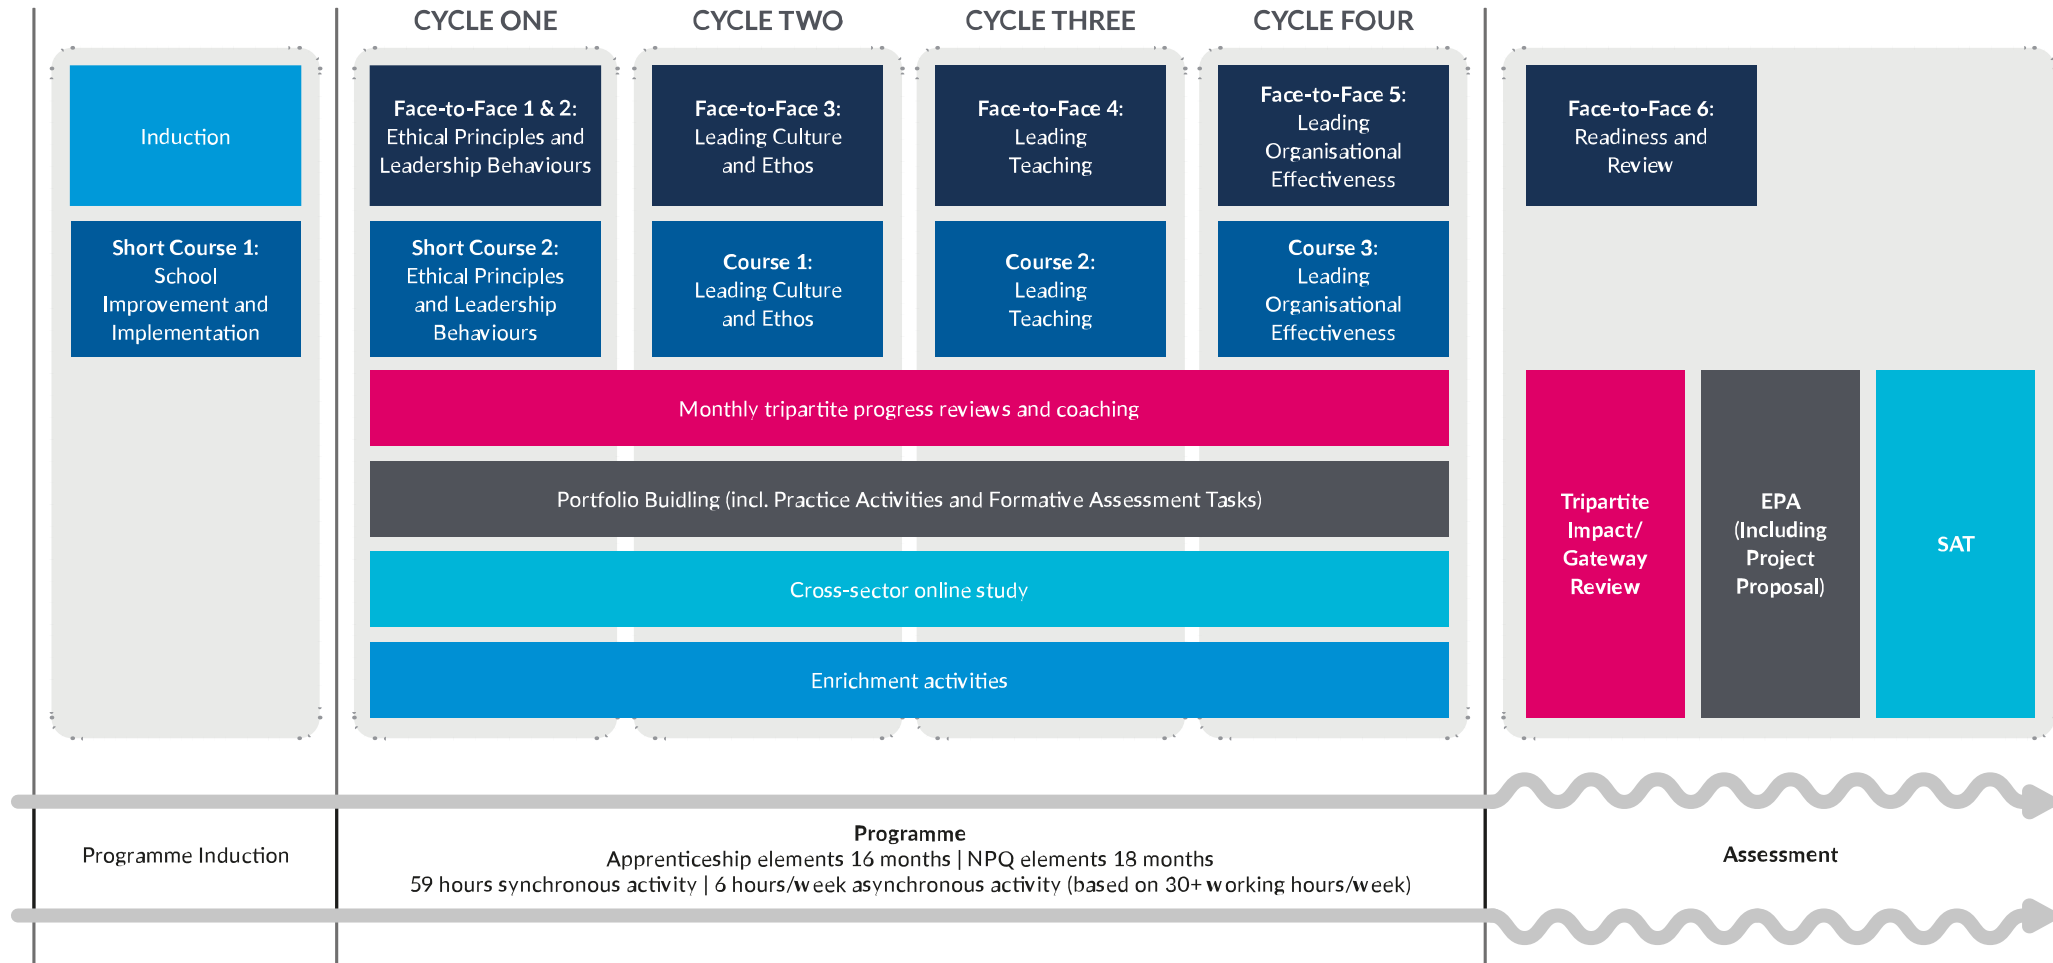 CYCLE ONE
CYCLE TWO
CYCLE THREE
CYCLE FOUR
Induction
Face-to-Face 1 & 2:
Ethical Principles and
Leadership Behaviours
Face-to-Face 3:
Leading Culture
and Ethos
Face-to-Face 4:
Leading
Teaching
Face-to-Face 5:
Leading
Organisational
Effectiveness
Face-to-Face 6:
Readiness and
Review
Short Course 1:
School
Improvement and
Implementation
Short Course 2:
Ethical Principles
and Leadership
Behaviours
Course 1:
Leading Culture
and Ethos
Course 2:
Leading
Teaching
Course 3:
Leading
Organisational
Effectiveness
Monthly tripartite progress reviews and coaching
Portfolio Buidling (incl. Practice Activities and Formative Assessment Tasks)
Cross-sector online study
Enrichment activities
Tripartite
Impact/
Gateway
Review
EPA
(Including
Project
Proposal)
SAT
Programme Induction
Programme
Apprenticeship elements 16 months | NPQ elements 18 months
59 hours synchronous activity | 6 hours/week asynchronous activity (based on 30+ working hours/week)
Assessment